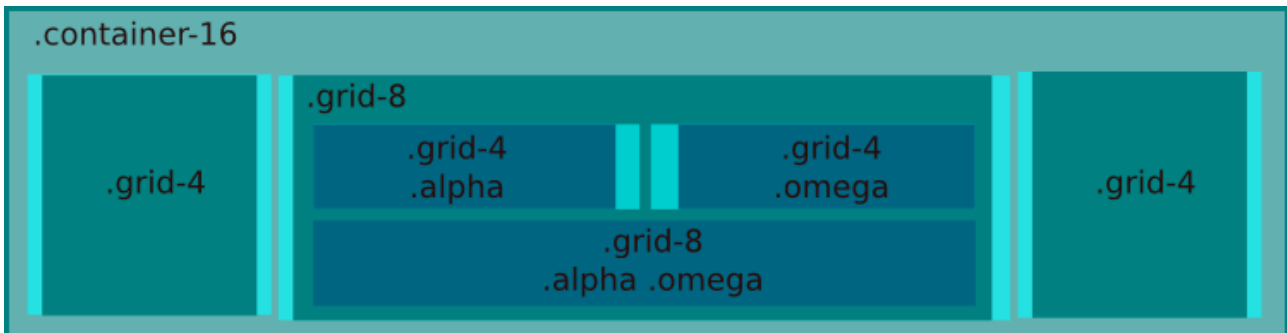 .container-16
.grid-4
.grid-8
.grid-4
.alpha
.grid-4
.omega
.grid-8
.alpha .omega
.grid-4